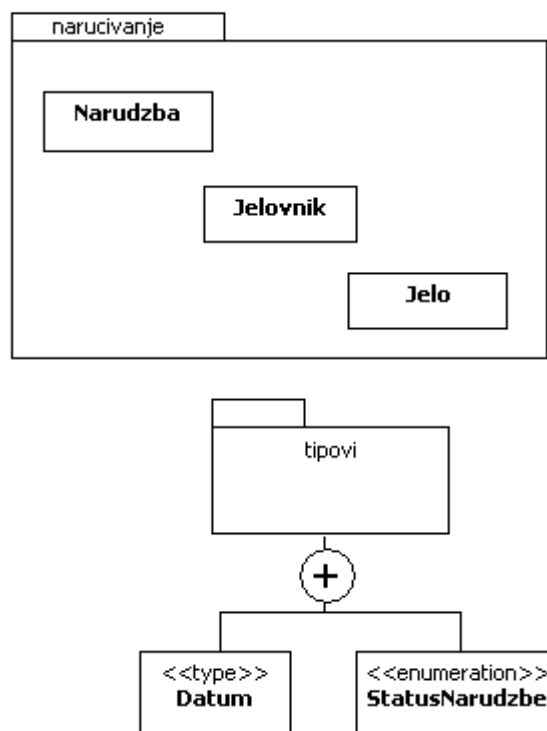 narucivanje
Narudzba
Jelovnik
Jelo
tipovi
+
<<type>>
Datum
<<enumeration>>
StatusNarudzbe